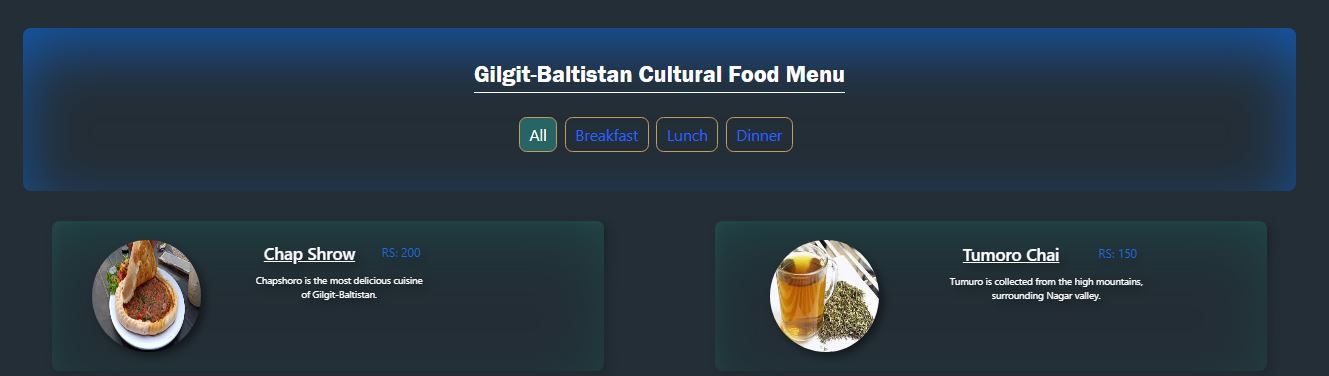 Gilgit-Baltistan Cultural Food Menu
All Breakfast Lunch Dinner
Chap Shrow RS: 200
Chapshoro is the most delicious cuisine
of Gilgit-Baltistan.
Tumoro Chai RS: 150
Tumuro is collected from the high mountains,
surrounding Nagar valley.